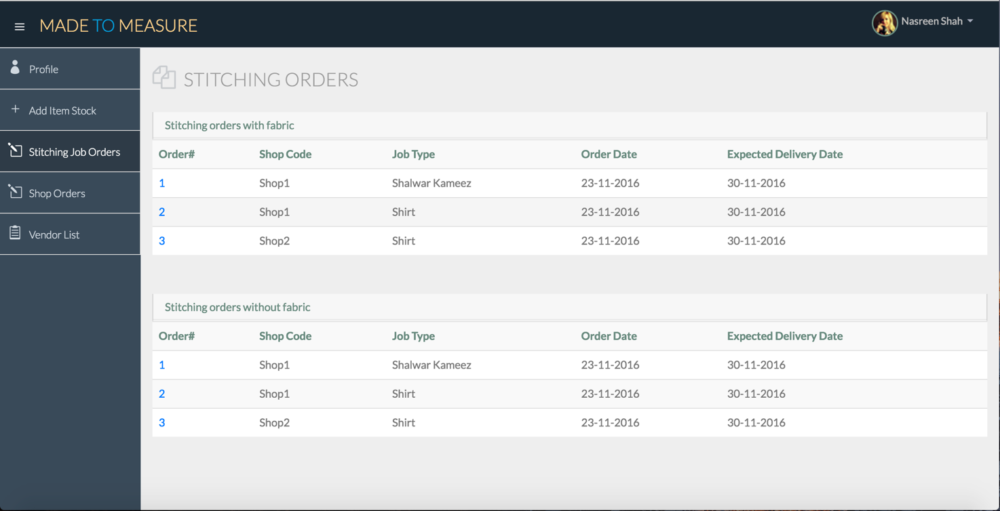 MADE TO MEASURE
Nasreen Shah
Profile
Add Item Stock
Stitching Job Orders
Shop Orders
Vendor List
STITCHING ORDERS
Stitching orders with fabric
Order# Shop Code Job Type Order Date Expected Delivery Date
1 Shop1 Shalwar Kameez 23-11-2016 30-11-2016
2 Shop1 Shirt 23-11-2016 30-11-2016
3 Shop2 Shirt 23-11-2016 30-11-2016
Stitching orders without fabric
Order# Shop Code Job Type Order Date Expected Delivery Date
1 Shop1 Shalwar Kameez 23-11-2016 30-11-2016
2 Shop1 Shirt 23-11-2016 30-11-2016
3 Shop2 Shirt 23-11-2016 30-11-2016